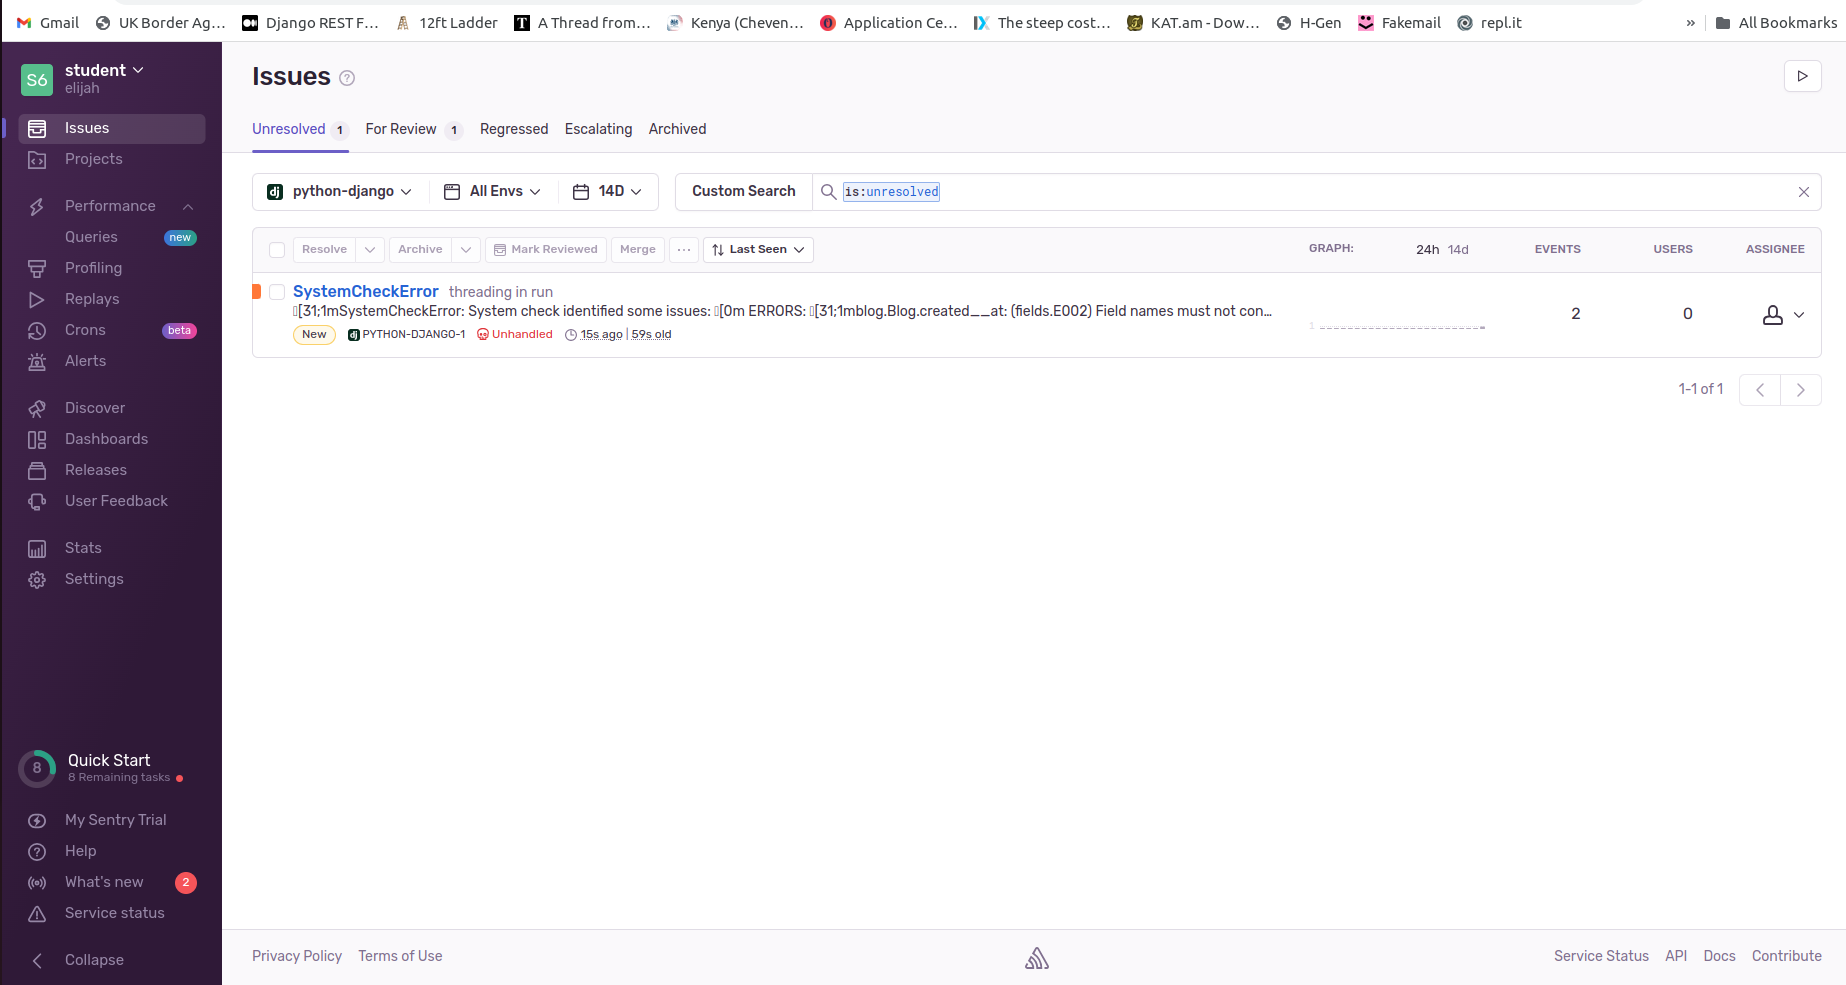 Gmail UK Border Ag... Django REST F... 12ft Ladder A Thread from... Kenya (Cheven... Application Ce... The steep cost... KAT.am - Dow... H-Gen Fakemail repl.it » All Bookmarks
S6 student
elijah
Issues
Projects
Performance
Queries new
Profiling
Replays
Crons beta
Alerts
Discover
Dashboards
Releases
User Feedback
Stats
Settings
8 Quick Start
8 Remaining tasks
My Sentry Trial
Help
What's new 2
Service status
Collapse
Issues ?
Unresolved 1 For Review 1 Regressed Escalating Archived
dj python-django All Envs 14D Custom Search is:unresolved
Resolve Archive Mark Reviewed Merge ... Last Seen GRAPH: 24h 14d EVENTS USERS ASSIGNEE
SystemCheckError threading in run
[31;1mSystemCheckError: System check identified some issues: [0m ERRORS: [31;1mblog.Blog.created__at: (fields.E002) Field names must not con...
1 2 0
New dj PYTHON-DJANGO-1 Unhandled 15s ago | 59s old
1-1 of 1
Privacy Policy Terms of Use Service Status API Docs Contribute